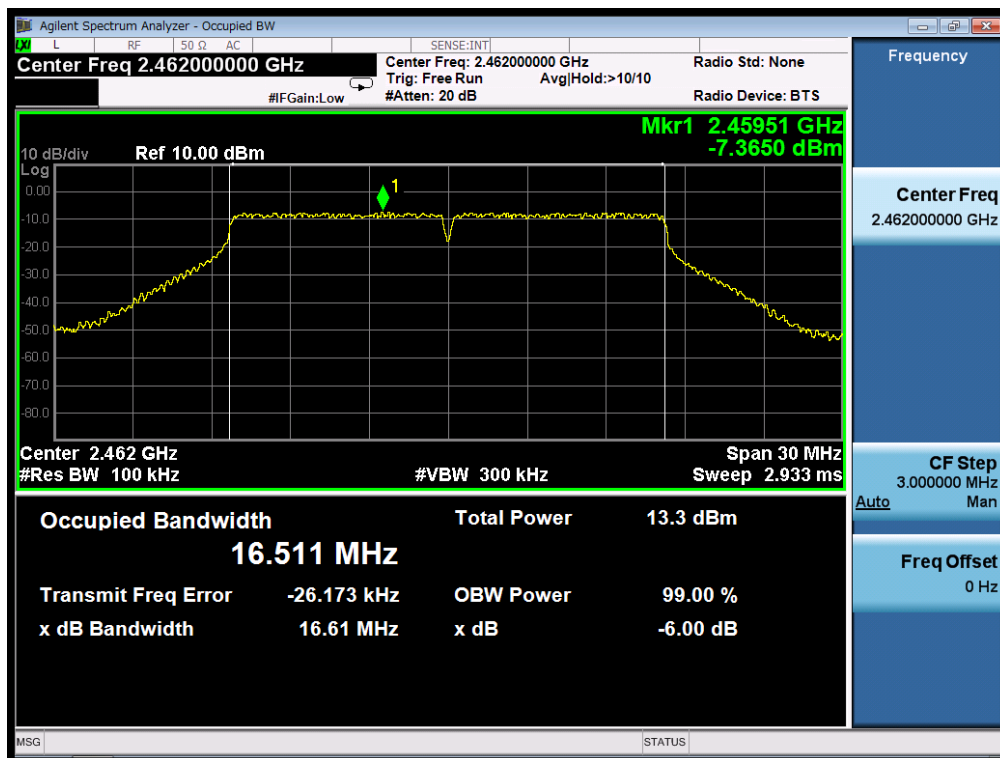 Agilent Spectrum Analyzer - Occupied BW
LXI L RF 50 Ω AC SENSE:INT
Center Freq 2.462000000 GHz
Center Freq: 2.462000000 GHz Radio Std: None
Trig: Free Run Avg|Hold:>10/10
#IFGain:Low #Atten: 20 dB Radio Device: BTS
Mkr1 2.45951 GHz
-7.3650 dBm
10 dB/div Ref 10.00 dBm
Log
0.00
-10.0
-20.0
-30.0
-40.0
-50.0
-60.0
-70.0
-80.0
1
Center 2.462 GHz Span 30 MHz
#Res BW 100 kHz #VBW 300 kHz Sweep 2.933 ms
Occupied Bandwidth Total Power 13.3 dBm
16.511 MHz
Transmit Freq Error -26.173 kHz OBW Power 99.00 %
x dB Bandwidth 16.61 MHz x dB -6.00 dB
MSG STATUS
Frequency
Center Freq
2.462000000 GHz
CF Step
3.000000 MHz
Auto Man
Freq Offset
0 Hz